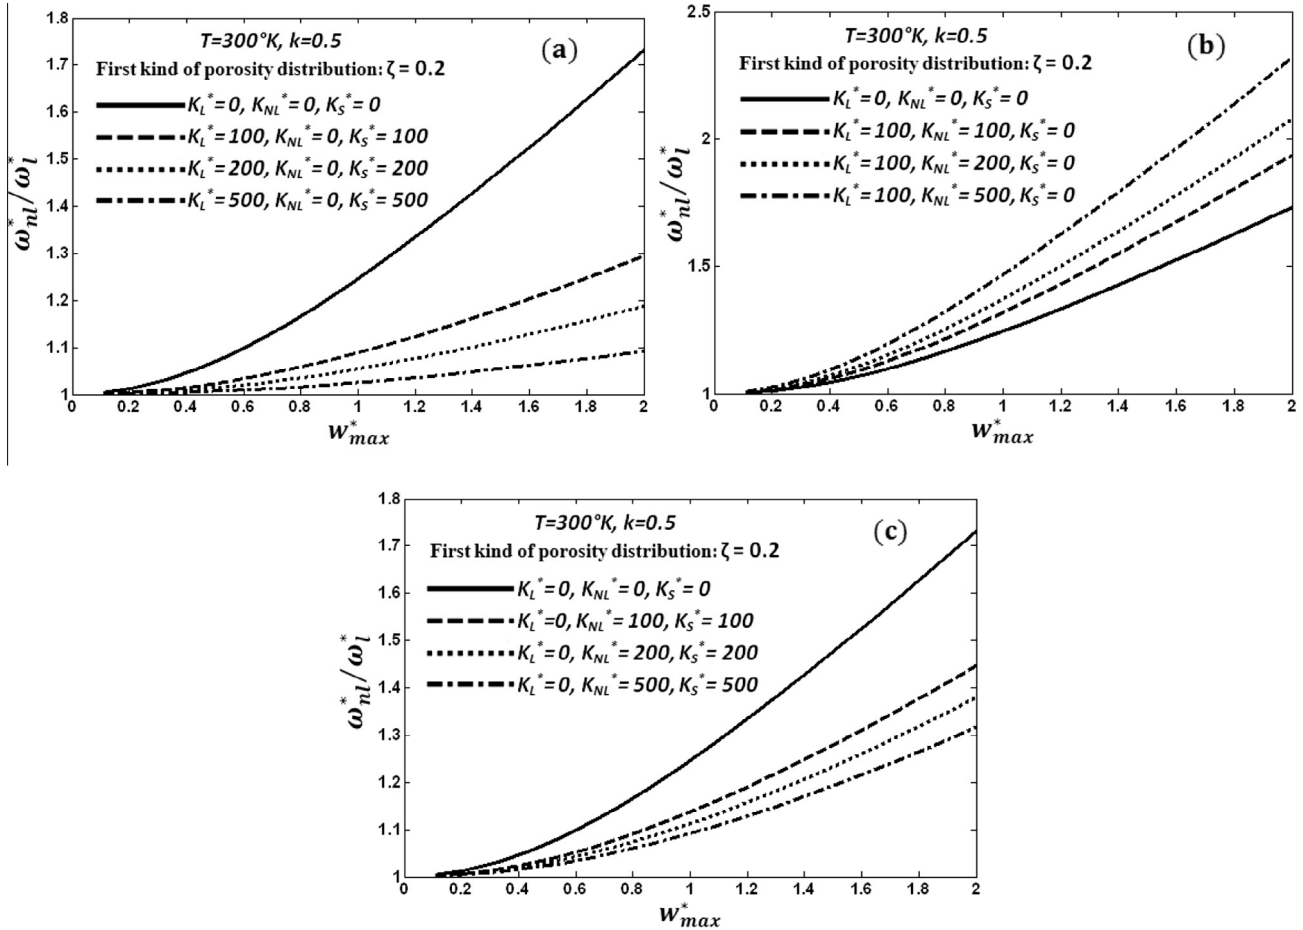 (a)
T=300°K, k=0.5
First kind of porosity distribution: ζ = 0.2
K_L*=0, K_NL*=0, K_S*=0
K_L*=100, K_NL*=0, K_S*=100
K_L*=200, K_NL*=0, K_S*=200
K_L*=500, K_NL*=0, K_S*=500
1.8
1.7
1.6
1.5
1.4
1.3
1.2
1.1
1
ω*_nl/ω*_l
0 0.2 0.4 0.6 0.8 1 1.2 1.4 1.6 1.8 2
w*_max
(b)
T=300°K, k=0.5
First kind of porosity distribution: ζ = 0.2
K_L*=0, K_NL*=0, K_S*=0
K_L*=100, K_NL*=100, K_S*=0
K_L*=100, K_NL*=200, K_S*=0
K_L*=100, K_NL*=500, K_S*=0
2.5
2
1.5
1
ω*_nl/ω*_l
0 0.2 0.4 0.6 0.8 1 1.2 1.4 1.6 1.8 2
w*_max
(c)
T=300°K, k=0.5
First kind of porosity distribution: ζ = 0.2
K_L*=0, K_NL*=0, K_S*=0
K_L*=0, K_NL*=100, K_S*=100
K_L*=0, K_NL*=200, K_S*=200
K_L*=0, K_NL*=500, K_S*=500
1.8
1.7
1.6
1.5
1.4
1.3
1.2
1.1
1
ω*_nl/ω*_l
0 0.2 0.4 0.6 0.8 1 1.2 1.4 1.6 1.8 2
w*_max